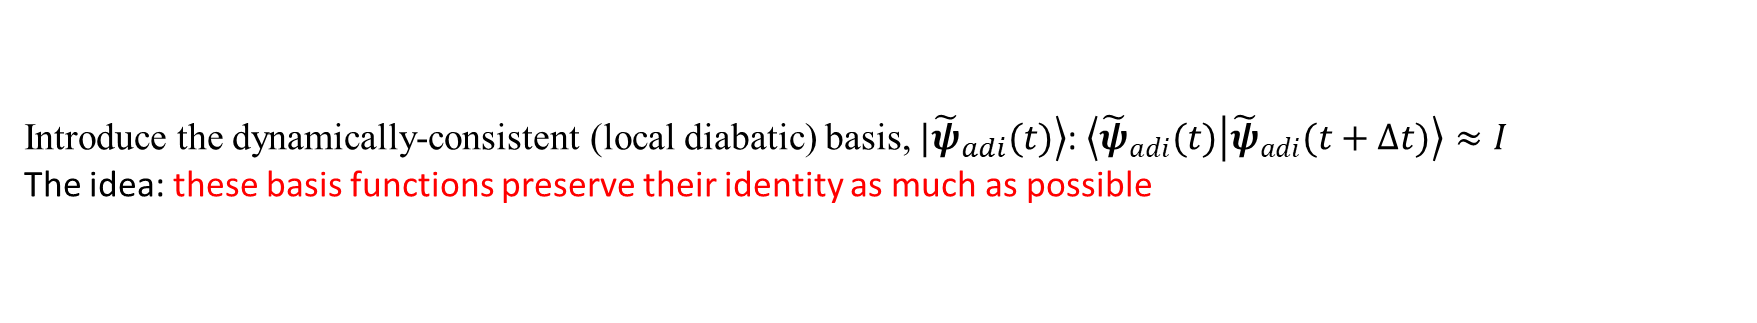 Introduce the dynamically-consistent (local diabatic) basis, |𝝍̃_adi(t)⟩: ⟨𝝍̃_adi(t)|𝝍̃_adi(t + Δt)⟩ ≈ I
The idea: these basis functions preserve their identity as much as possible